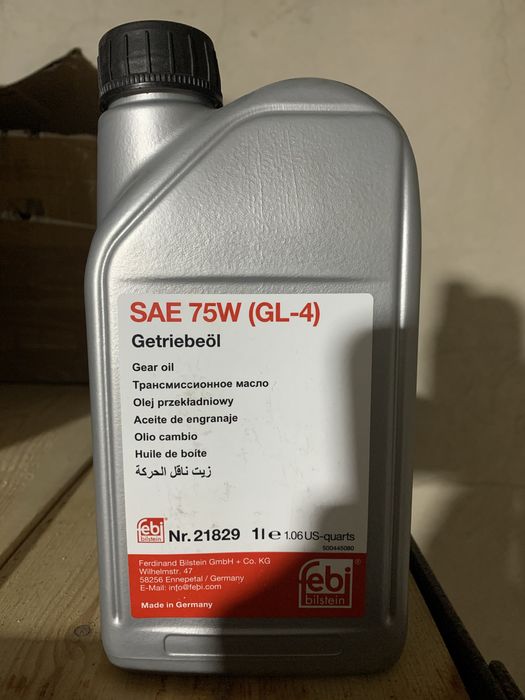 SAE 75W (GL-4)
Getriebeöl
Gear oil
Трансмиссионное масло
Olej przekładniowy
Aceite de engranaje
Olio cambio
Huile de boîte
زيت ناقل الحركة
febi
bilstein
Nr. 21829 1l e 1.06 US-quarts
500445080
Ferdinand Bilstein GmbH + Co. KG
Wilhelmstr. 47
58256 Ennepetal / Germany
E-Mail: info@febi.com
Made in Germany
febi
bilstein